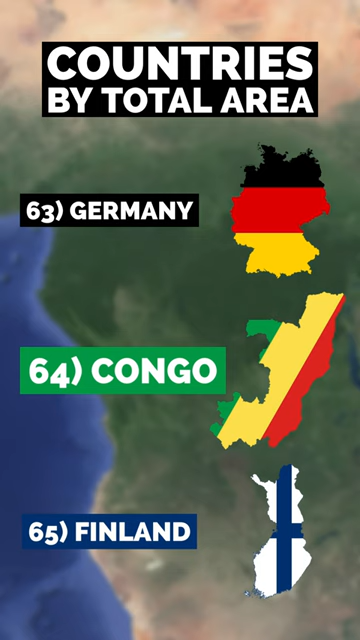 COUNTRIES
BY TOTAL AREA
63) GERMANY
64) CONGO
65) FINLAND